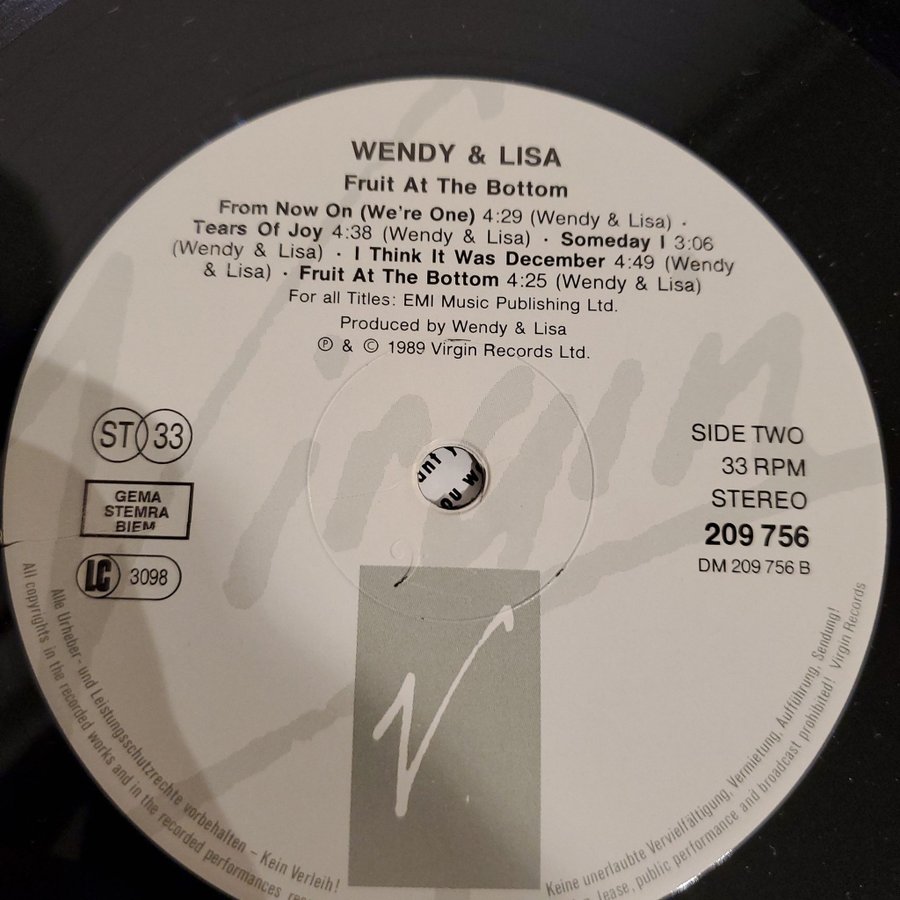 WENDY & LISA
Fruit At The Bottom
From Now On (We're One) 4:29 (Wendy & Lisa) ·
Tears Of Joy 4:38 (Wendy & Lisa) · Someday I 3:06
(Wendy & Lisa) · I Think It Was December 4:49 (Wendy
& Lisa) · Fruit At The Bottom 4:25 (Wendy & Lisa)
For all Titles: EMI Music Publishing Ltd.
Produced by Wendy & Lisa
Ⓟ & © 1989 Virgin Records Ltd.
Virgin
ST 33
GEMA
STEMRA
BIEM
LC 3098
SIDE TWO
33 RPM
STEREO
209 756
DM 209 756 B
Alle Urheber- und Leistungsschutzrechte vorbehalten – Kein Verleih!
Keine unerlaubte Vervielfältigung, Vermietung, Aufführung, Sendung!
All copyrights in the recorded works and in the recorded performances
lease, public performance and broadcast prohibited! Virgin Records